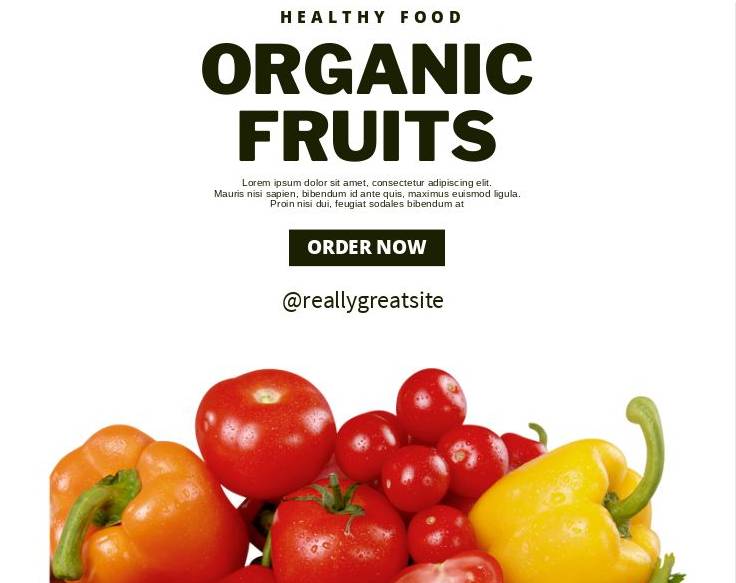 HEALTHY FOOD
ORGANIC
FRUITS
Lorem ipsum dolor sit amet, consectetur adipiscing elit.
Mauris nisi sapien, bibendum id ante quis, maximus euismod ligula.
Proin nisi dui, feugiat sodales bibendum at
ORDER NOW
@reallygreatsite